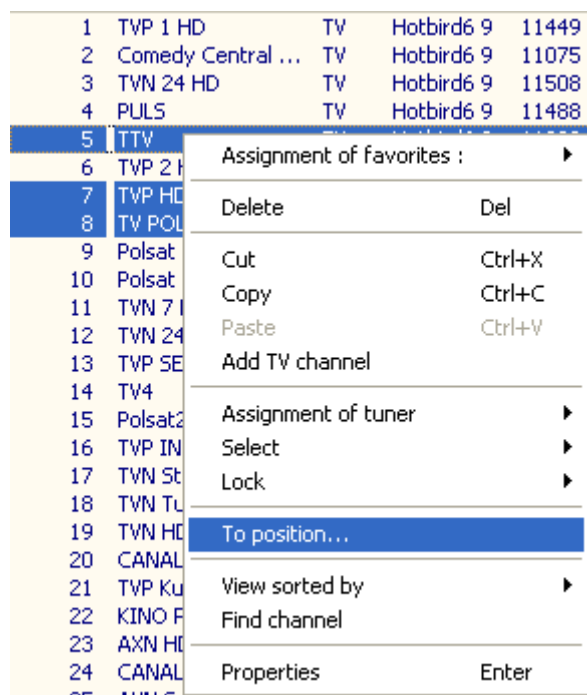 1 TVP 1 HD TV Hotbird6 9 11449
2 Comedy Central ... TV Hotbird6 9 11075
3 TVN 24 HD TV Hotbird6 9 11508
4 PULS TV Hotbird6 9 11488
5 TTV
6 TVP 2
7 TVP HD
8 TV POL
9 Polsat
10 Polsat
11 TVN 7
12 TVN 24
13 TVP SE
14 TV4
15 Polsat2
16 TVP IN
17 TVN St
18 TVN Tu
19 TVN HD
20 CANAL
21 TVP Ku
22 KINO P
23 AXN HD
24 CANAL
Assignment of favorites :
Delete Del
Cut Ctrl+X
Copy Ctrl+C
Paste Ctrl+V
Add TV channel
Assignment of tuner
Select
Lock
To position...
View sorted by
Find channel
Properties Enter